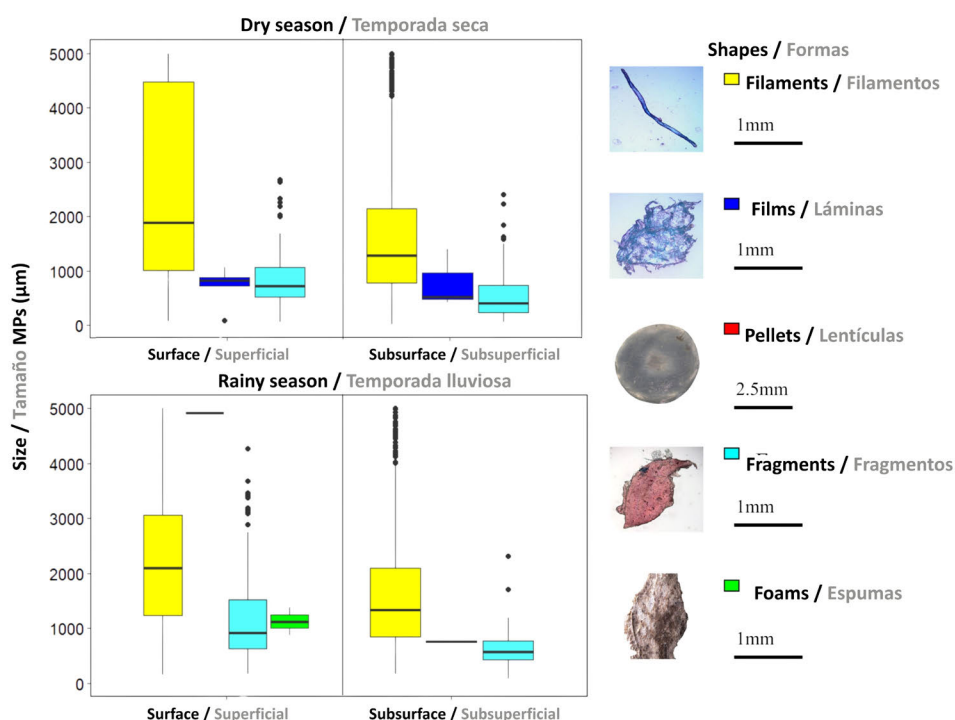 Dry season / Temporada seca
5000
4000
3000
2000
1000
0
Surface / Superficial
Subsurface / Subsuperficial
Rainy season / Temporada lluviosa
5000
4000
3000
2000
1000
0
Surface / Superficial
Subsurface / Subsuperficial
Size / Tamaño MPs (µm)
Shapes / Formas
Filaments / Filamentos
1mm
Films / Láminas
1mm
Pellets / Lentículas
2.5mm
Fragments / Fragmentos
1mm
Foams / Espumas
1mm